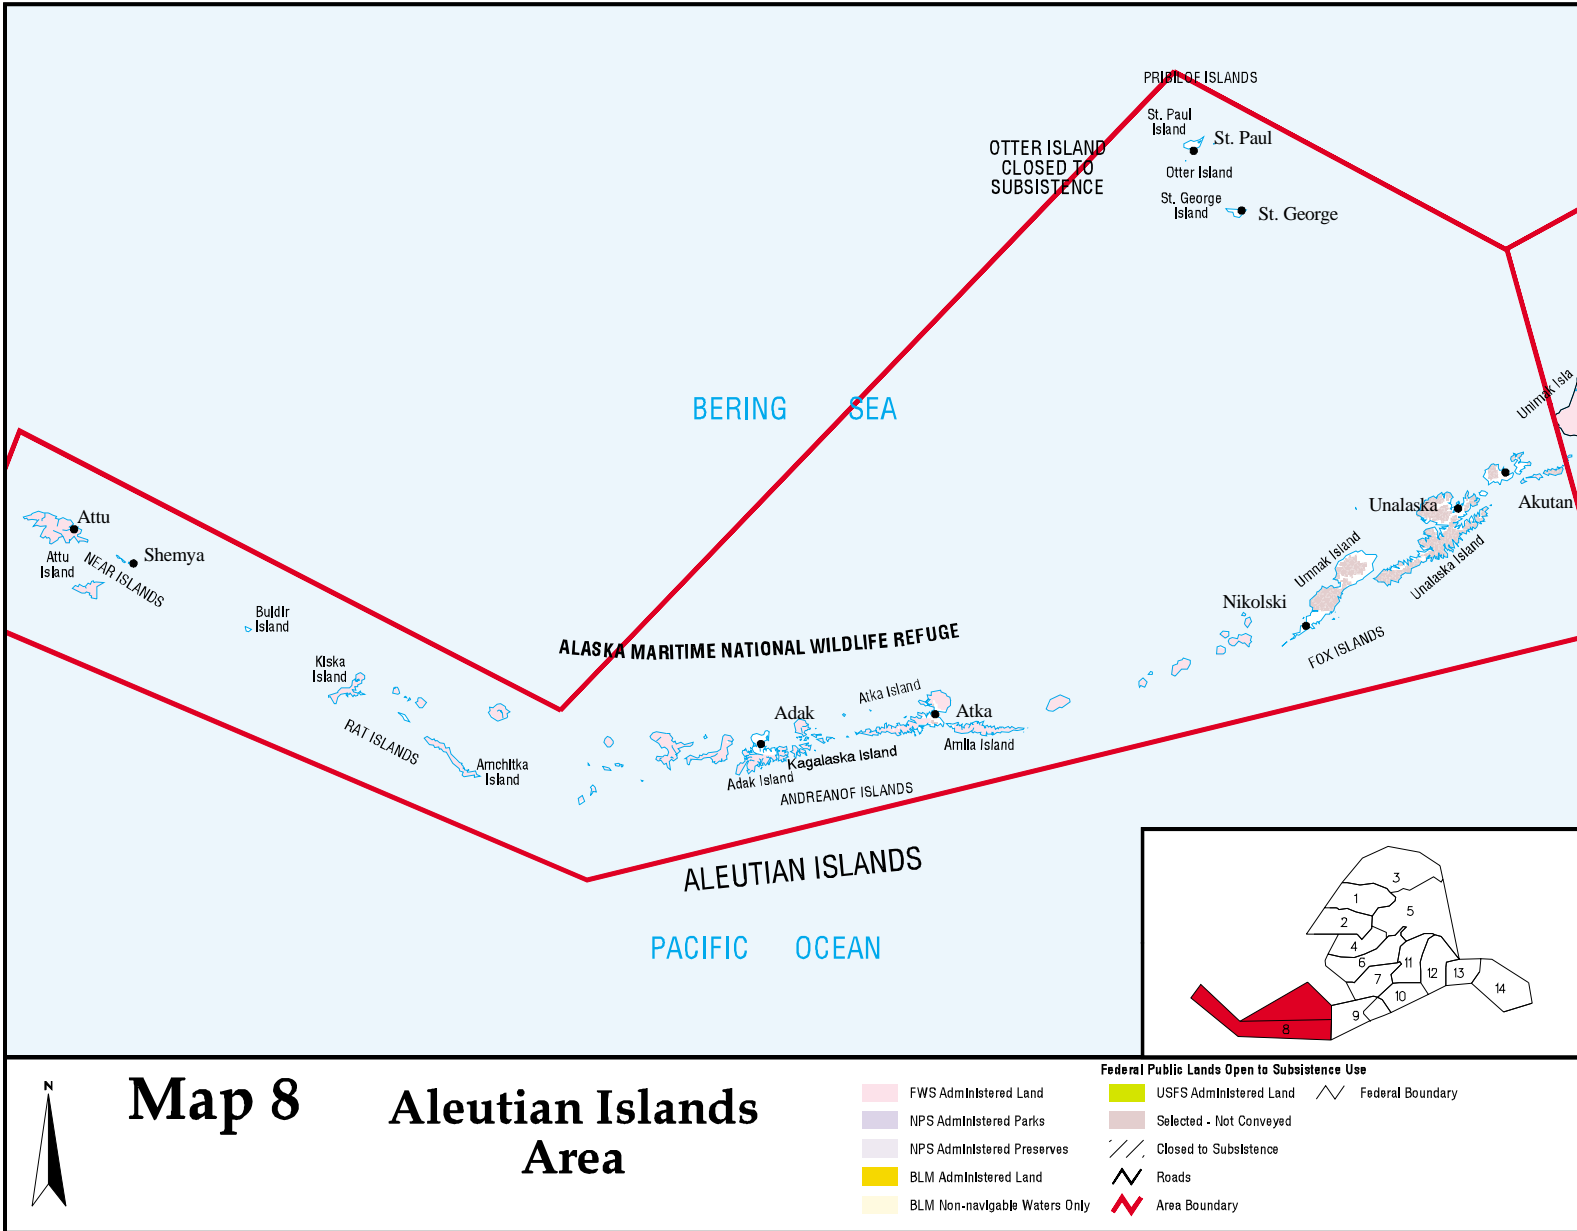 PRIBILOF ISLANDS
St. Paul
Island
St. Paul
OTTER ISLAND
CLOSED TO
SUBSISTENCE
Otter Island
St. George
Island
St. George
BERING SEA
Unimak Isla
Unalaska
Akutan
Attu
Attu
Island
Shemya
NEAR ISLANDS
Umnak Island
Unalaska Island
Nikolski
Buldir
Island
FOX ISLANDS
ALASKA MARITIME NATIONAL WILDLIFE REFUGE
Kiska
Island
RAT ISLANDS
Amchitka
Island
Adak
Atka Island
Atka
Amlia Island
Kagalaska Island
Adak Island
ANDREANOF ISLANDS
ALEUTIAN ISLANDS
PACIFIC OCEAN
3
1
5
2
4
6
11
7
12
13
14
10
9
8
N
Map 8
Aleutian Islands
Area
Federal Public Lands Open to Subsistence Use
FWS Administered Land
NPS Administered Parks
NPS Administered Preserves
BLM Administered Land
BLM Non-navigable Waters Only
USFS Administered Land
Selected - Not Conveyed
Closed to Subsistence
Roads
Area Boundary
Federal Boundary